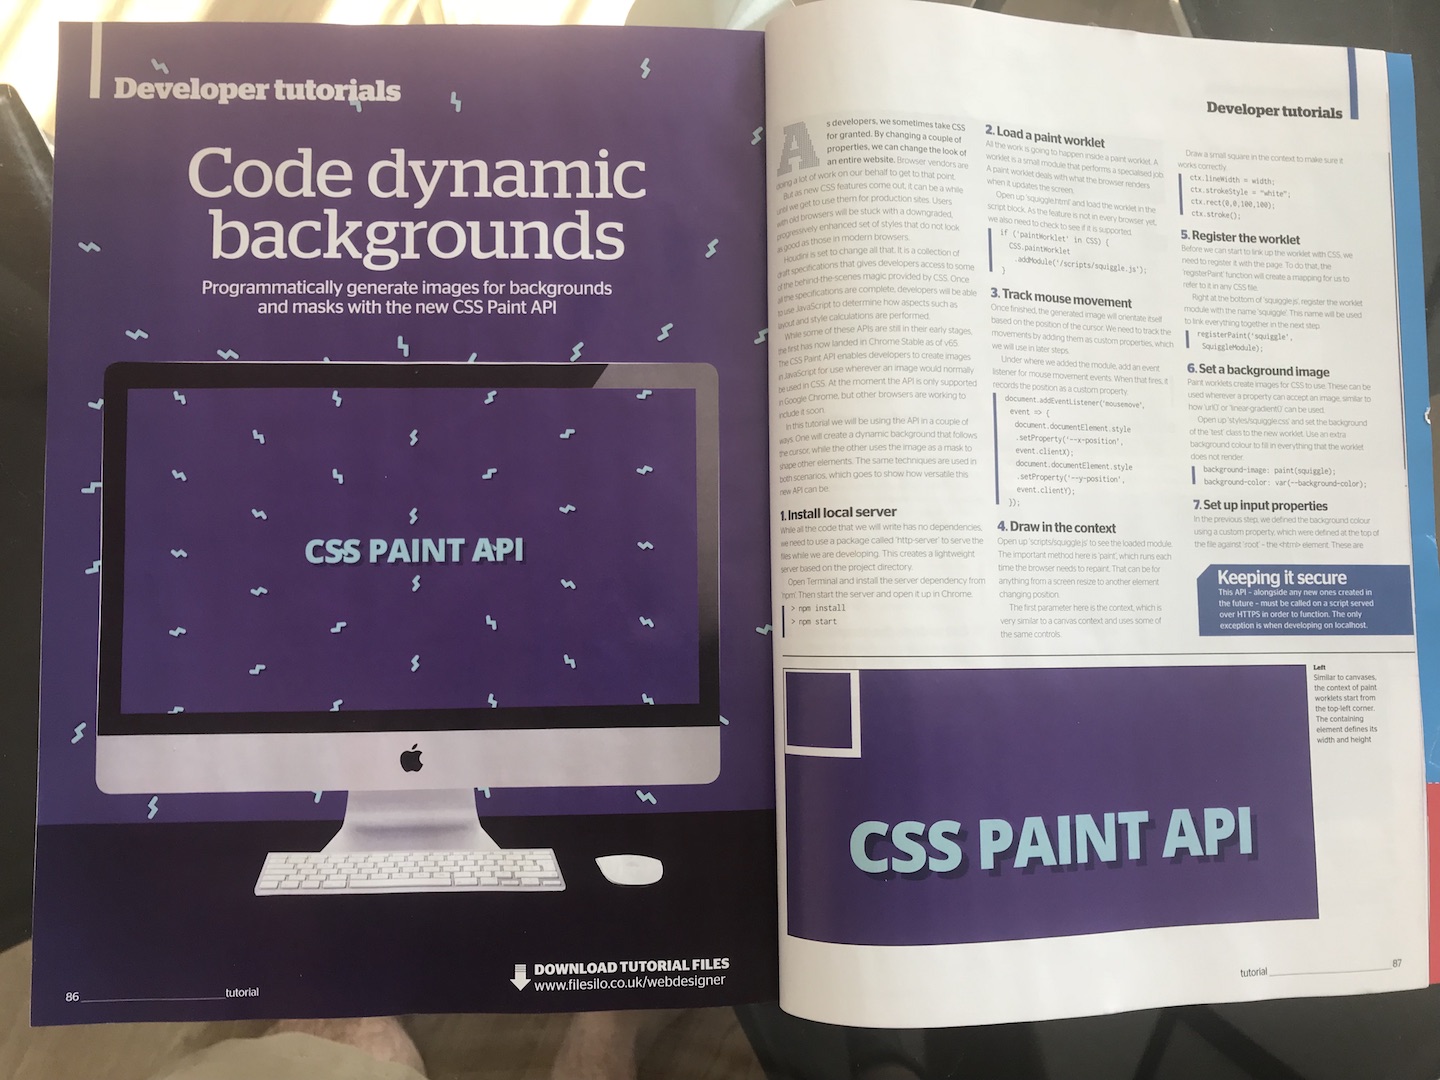 Developer tutorials
Code dynamic
backgrounds
Programmatically generate images for backgrounds
and masks with the new CSS Paint API
CSS PAINT API
DOWNLOAD TUTORIAL FILES
www.filesilo.co.uk/webdesigner
86
tutorial
Developer tutorials
As developers, we sometimes take CSS
for granted. By changing a couple of
properties, we can change the look of
an entire website. Browser vendors are
doing a lot of work on our behalf to get to that point.
But as new CSS features come out, it can be a while
until we get to use them for production sites. Users
with old browsers will be stuck with a downgraded,
progressively enhanced set of styles that do not look
as good as those in modern browsers.
Houdini is set to change all that. It is a collection of
draft specifications that gives developers access to some
of the behind-the-scenes magic provided by CSS. Once
all the specifications are complete, developers will be able
to use JavaScript to determine how aspects such as
layout and style calculations are performed.
While some of these APIs are still in their early stages,
the first has now landed in Chrome Stable as of v65.
The CSS Paint API enables developers to create images
in JavaScript for use wherever an image would normally
be used in CSS. At the moment the API is only supported
in Google Chrome, but other browsers are working to
include it soon.
In this tutorial we will be using the API in a couple of
ways. One will create a dynamic background that follows
the cursor, while the other uses the image as a mask to
shape other elements. The same techniques are used in
both scenarios, which goes to show how versatile this
new API can be.
1. Install local server
While all the code that we will write has no dependencies,
we need to use a package called 'http-server' to serve the
files while we are developing. This creates a lightweight
server based on the project directory.
Open Terminal and install the server dependency from
'npm'. Then start the server and open it up in Chrome.
> npm install
> npm start
2. Load a paint worklet
All the work is going to happen inside a paint worklet. A
worklet is a small module that performs a specialised job.
A paint worklet deals with what the browser renders
when it updates the screen.
Open up 'squiggle.html' and load the worklet in the
script block. As the feature is not in every browser yet,
we also need to check to see if it is supported.
if ('paintWorklet' in CSS) {
CSS.paintWorklet
.addModule('/scripts/squiggle.js');
}
3. Track mouse movement
Once finished, the generated image will orientate itself
based on the position of the cursor. We need to track the
movements by adding them as custom properties, which
we will use in later steps.
Under where we added the module, add an event
listener for mouse movement events. When that fires, it
records the position as a custom property.
document.addEventListener('mousemove',
event => {
document.documentElement.style
.setProperty('--x-position',
event.clientX);
document.documentElement.style
.setProperty('--y-position',
event.clientY);
});
4. Draw in the context
Open up 'scripts/squiggle.js' to see the loaded module.
The important method here is 'paint', which runs each
time the browser needs to repaint. That can be for
anything from a screen resize to another element
changing position.
The first parameter here is the context, which is
very similar to a canvas context and uses some of
the same controls.
Draw a small square in the context to make sure it
works correctly.
ctx.lineWidth = width;
ctx.strokeStyle = "white";
ctx.rect(0,0,100,100);
ctx.stroke();
5. Register the worklet
Before we can start to link up the worklet with CSS, we
need to register it with the page. To do that, the
'registerPaint' function will create a mapping for us to
refer to it in any CSS file.
Right at the bottom of 'squiggle.js', register the worklet
module with the name 'squiggle'. This name will be used
to link everything together in the next step.
registerPaint('squiggle',
SquiggleModule);
6. Set a background image
Paint worklets create images for CSS to use. These can be
used wherever a property can accept an image, similar to
how 'url()' or 'linear-gradient()' can be used.
Open up 'styles/squiggle.css' and set the background
of the 'test' class to the new worklet. Use an extra
background colour to fill in everything that the worklet
does not render.
background-image: paint(squiggle);
background-color: var(--background-color);
7. Set up input properties
In the previous step, we defined the background colour
using a custom property, which were defined at the top of
the file against 'root' – the <html> element. These are
Keeping it secure
This API – alongside any new ones created in
the future – must be called on a script served
over HTTPS in order to function. The only
exception is when developing on localhost.
CSS PAINT API
Left
Similar to canvases,
the context of paint
worklets start from
the top-left corner.
The containing
element defines its
width and height
tutorial
87